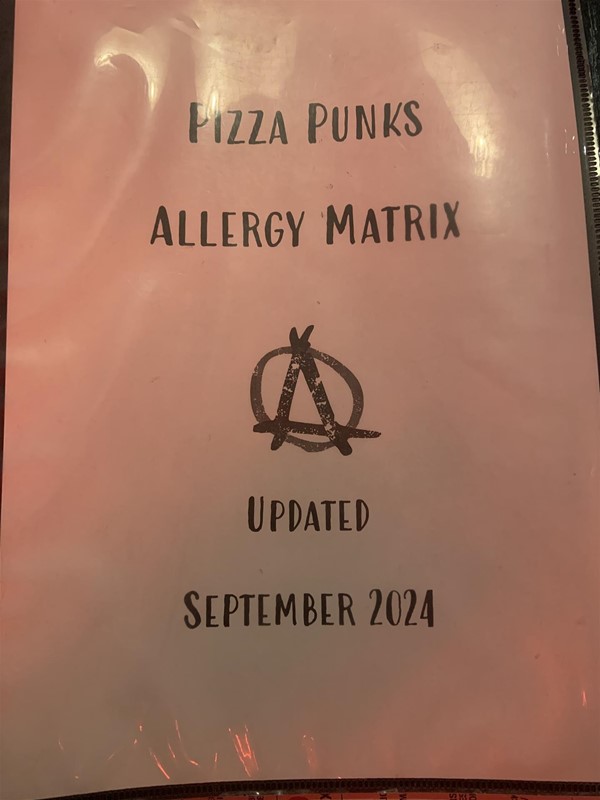 PIZZA PUNKS
ALLERGY MATRIX
UPDATED
SEPTEMBER 2024